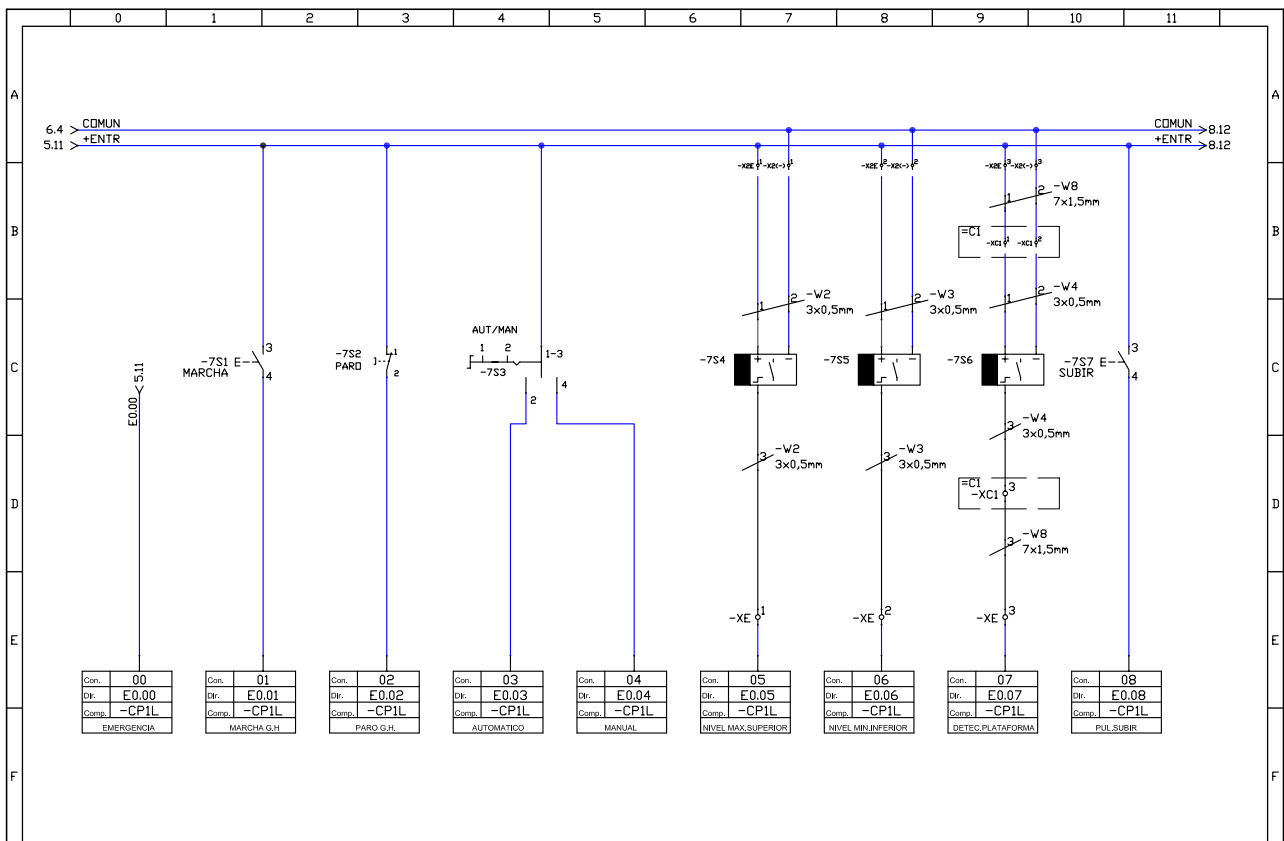 0 1 2 3 4 5 6 7 8 9 10 11
A A
6.4 COMUN COMUN 8.12
5.11 +ENTR +ENTR 8.12
-X2E 1 -X2(-) 1 -X2E 2 -X2(-) 2 -X2E 3 -X2(-) 3
1 2 -W8
7x1,5mm
B B
=C1
-XC1 1 -XC1 2
1 2 -W2
3x0,5mm
1 2 -W3
3x0,5mm
1 2 -W4
3x0,5mm
C C
E0.00 5.11
-7S1 E 3
MARCHA 4
-7S2 1
PARO 2
AUT/MAN
1 2 1-3
-7S3
4
2
-7S4 + -
-7S5 + -
-7S6 + -
-7S7 E 3
SUBIR 4
3 -W4
3x0,5mm
3 -W2
3x0,5mm
3 -W3
3x0,5mm
D D
=C1
-XC1 3
3 -W8
7x1,5mm
E E
-XE 1 -XE 2 -XE 3
Con. 00
Dir. E0.00
Comp. -CP1L
EMERGENCIA
Con. 01
Dir. E0.01
Comp. -CP1L
MARCHA G.H
Con. 02
Dir. E0.02
Comp. -CP1L
PARO G.H.
Con. 03
Dir. E0.03
Comp. -CP1L
AUTOMATICO
Con. 04
Dir. E0.04
Comp. -CP1L
MANUAL
Con. 05
Dir. E0.05
Comp. -CP1L
NIVEL MAX.SUPERIOR
Con. 06
Dir. E0.06
Comp. -CP1L
NIVEL MIN.INFERIOR
Con. 07
Dir. E0.07
Comp. -CP1L
DETEC.PLATAFORMA
Con. 08
Dir. E0.08
Comp. -CP1L
PUL.SUBIR
F F